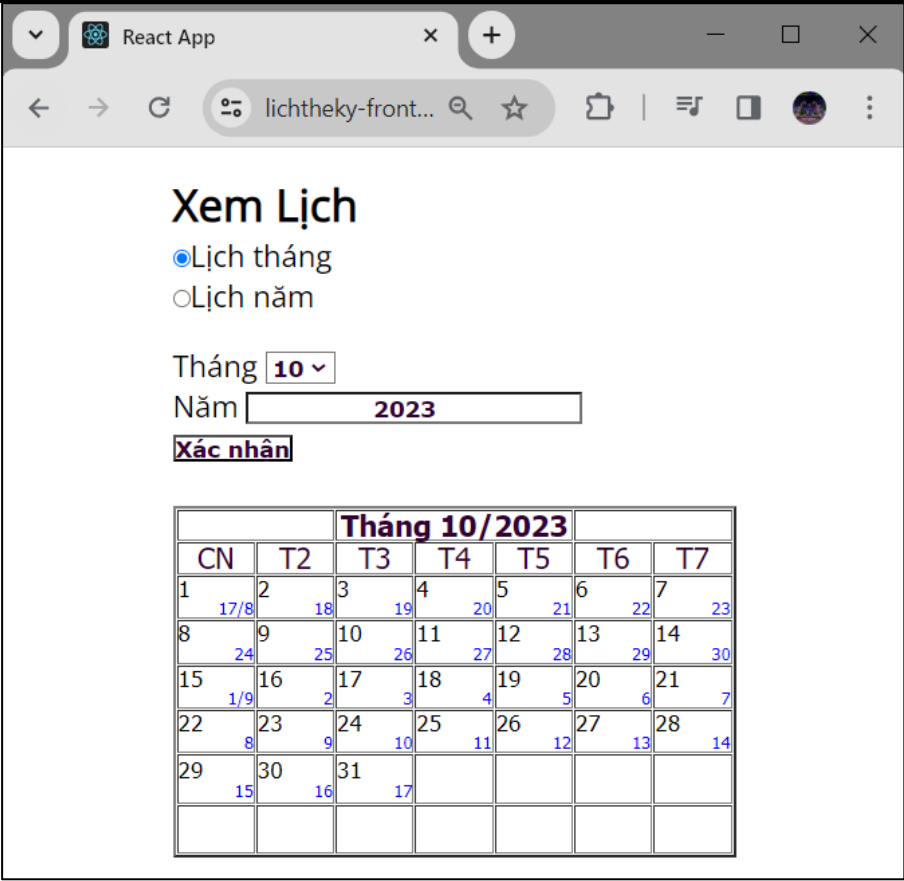 React App
lichtheky-front...
Xem Lịch
Lịch tháng
Lịch năm
Tháng 10
Năm 2023
Xác nhân
Tháng 10/2023
CN T2 T3 T4 T5 T6 T7
1 17/8 2 18 3 19 4 20 5 21 6 22 7 23
8 24 9 25 10 26 11 27 12 28 13 29 14 30
15 1/9 16 2 17 3 18 4 19 5 20 6 21 7
22 8 23 9 24 10 25 11 26 12 27 13 28 14
29 15 30 16 31 17